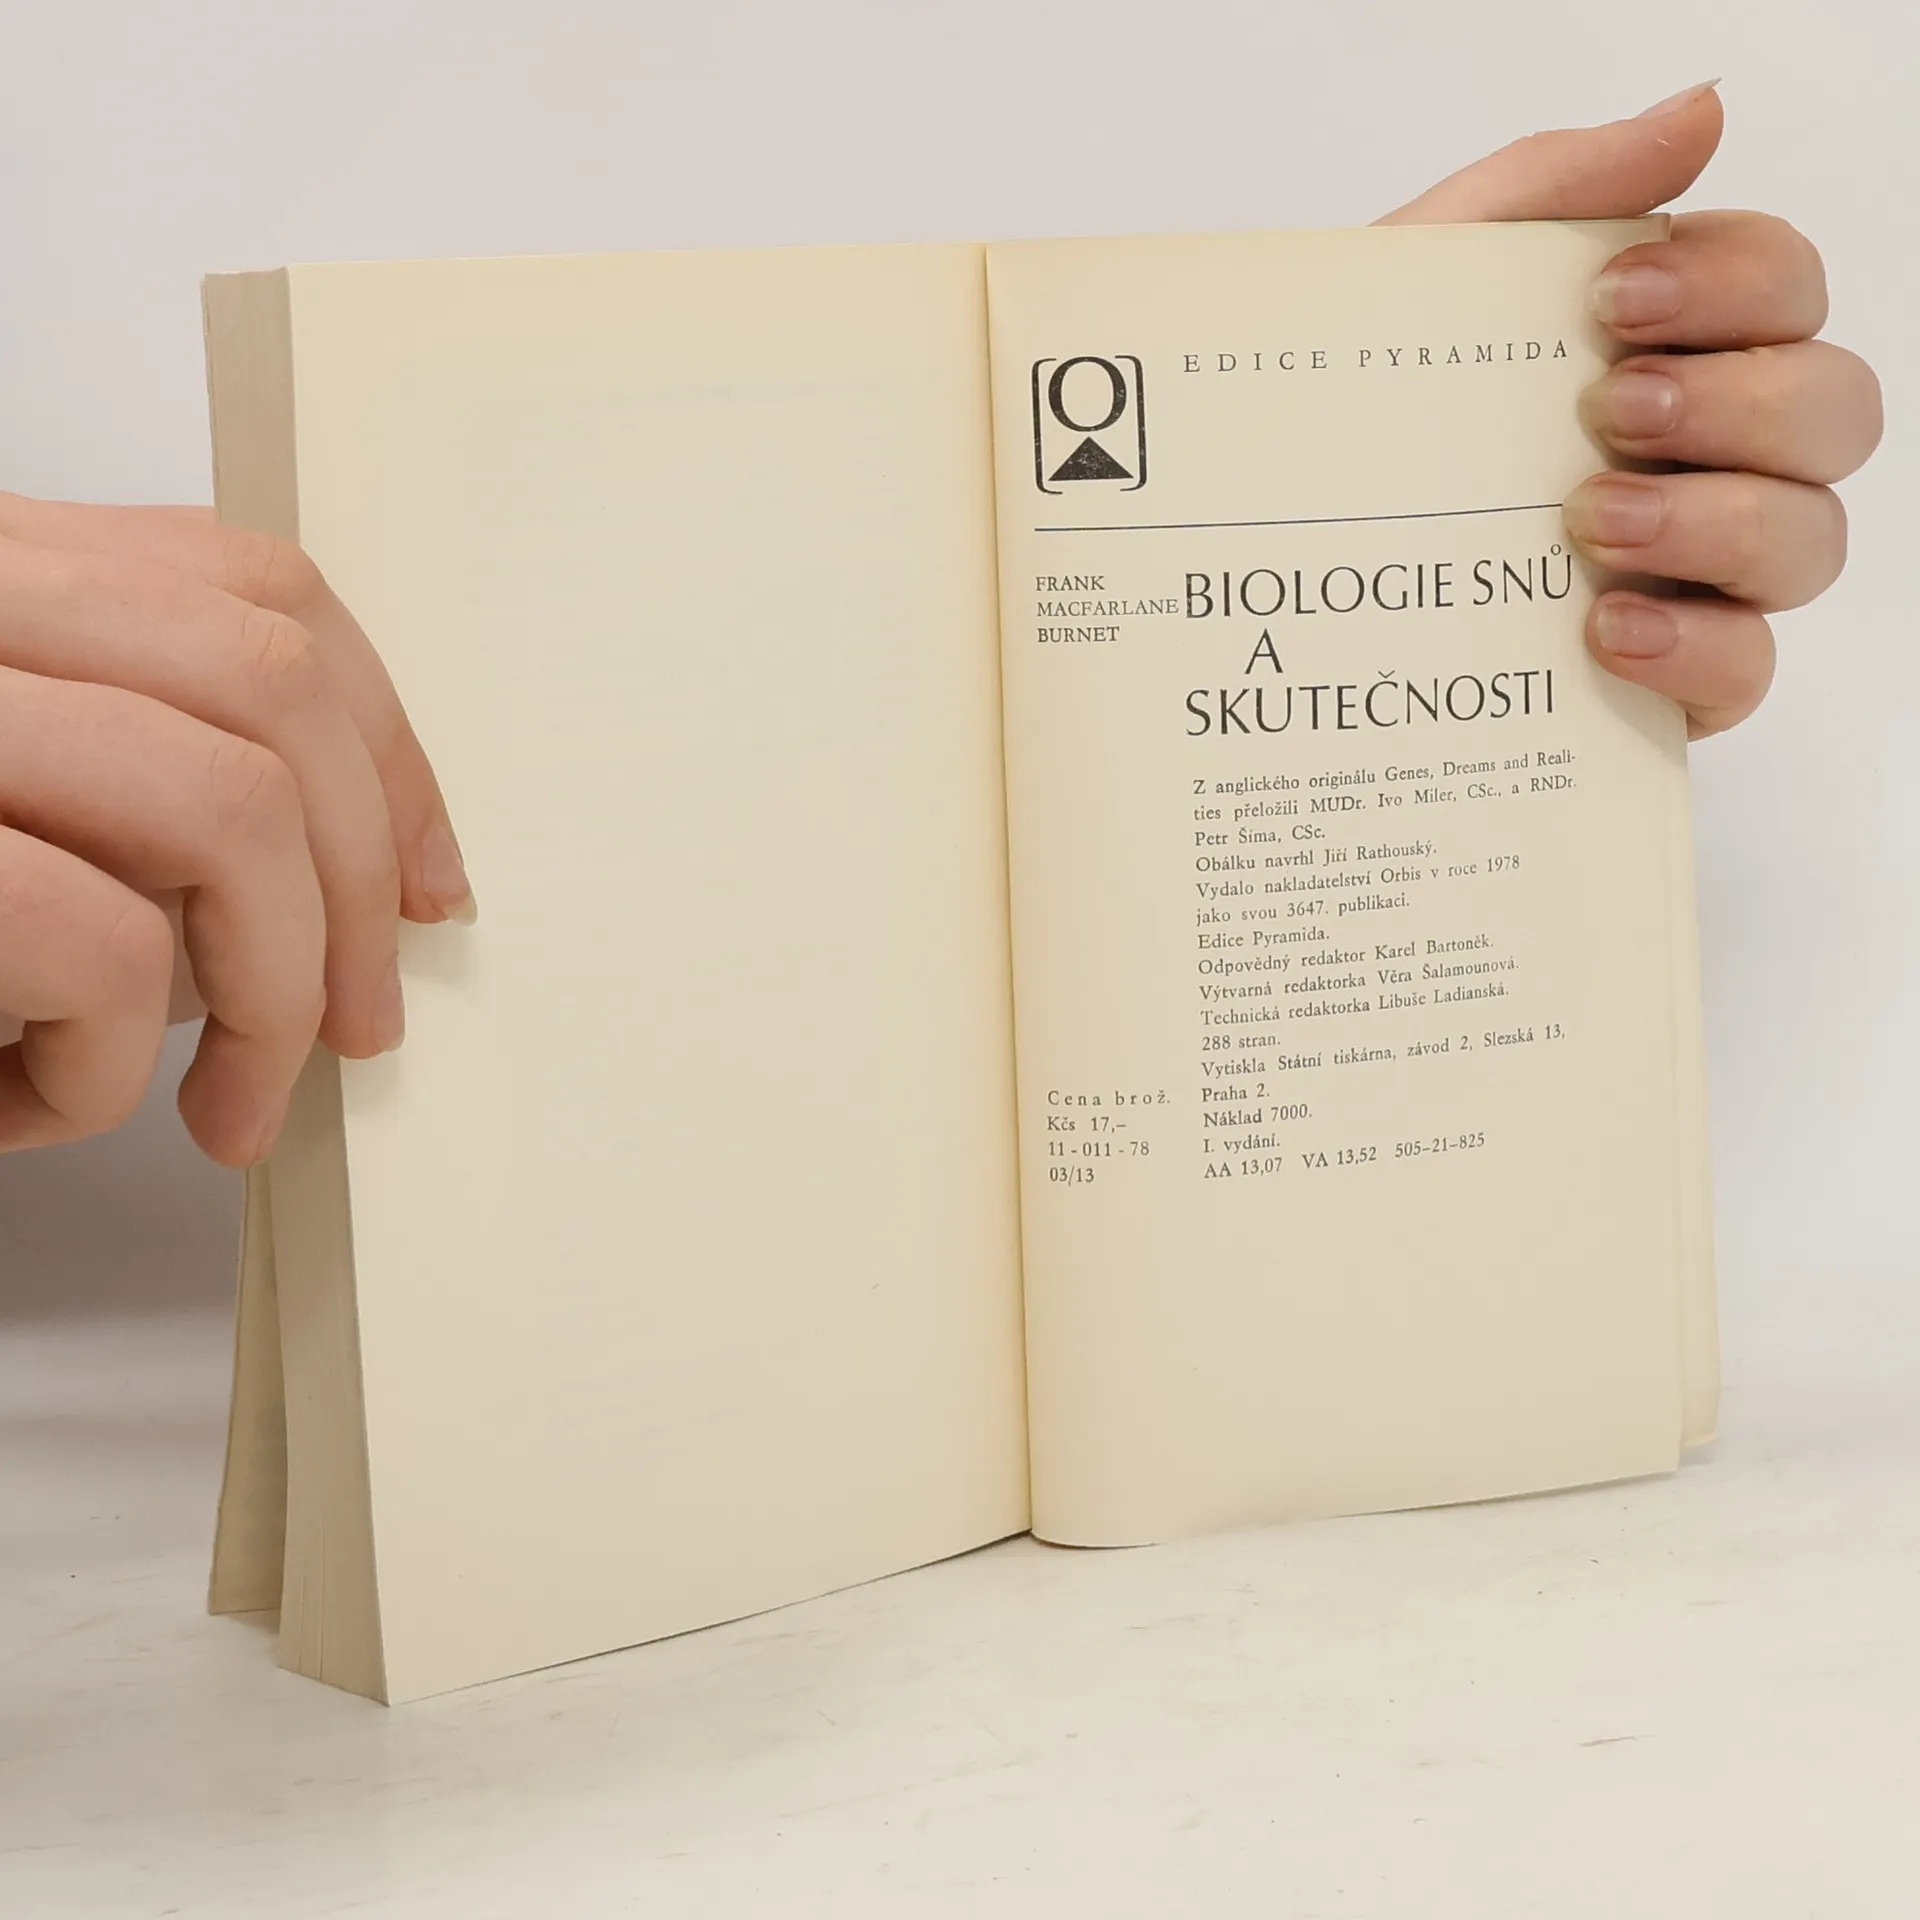 EDICE PYRAMIDA
FRANK
MACFARLANE
BURNET
BIOLOGIE SNŮ
A
SKUTEČNOSTI
Z anglického originálu Genes, Dreams and Reali-
ties přeložili MUDr. Ivo Miler, CSc., a RNDr.
Petr Šíma, CSc.
Obálku navrhl Jiří Rathouský.
Vydalo nakladatelství Orbis v roce 1978
jako svou 3647. publikaci.
Edice Pyramida.
Odpovědný redaktor Karel Bartoněk.
Výtvarná redaktorka Věra Šalamounová.
Technická redaktorka Libuše Ladianská.
288 stran.
Vytiskla Státní tiskárna, závod 2, Slezská 13,
Praha 2.
Náklad 7000.
I. vydání.
AA 13,07 VA 13,52 505-21-825
Cena brož.
Kčs 17,–
11 - 011 - 78
03/13